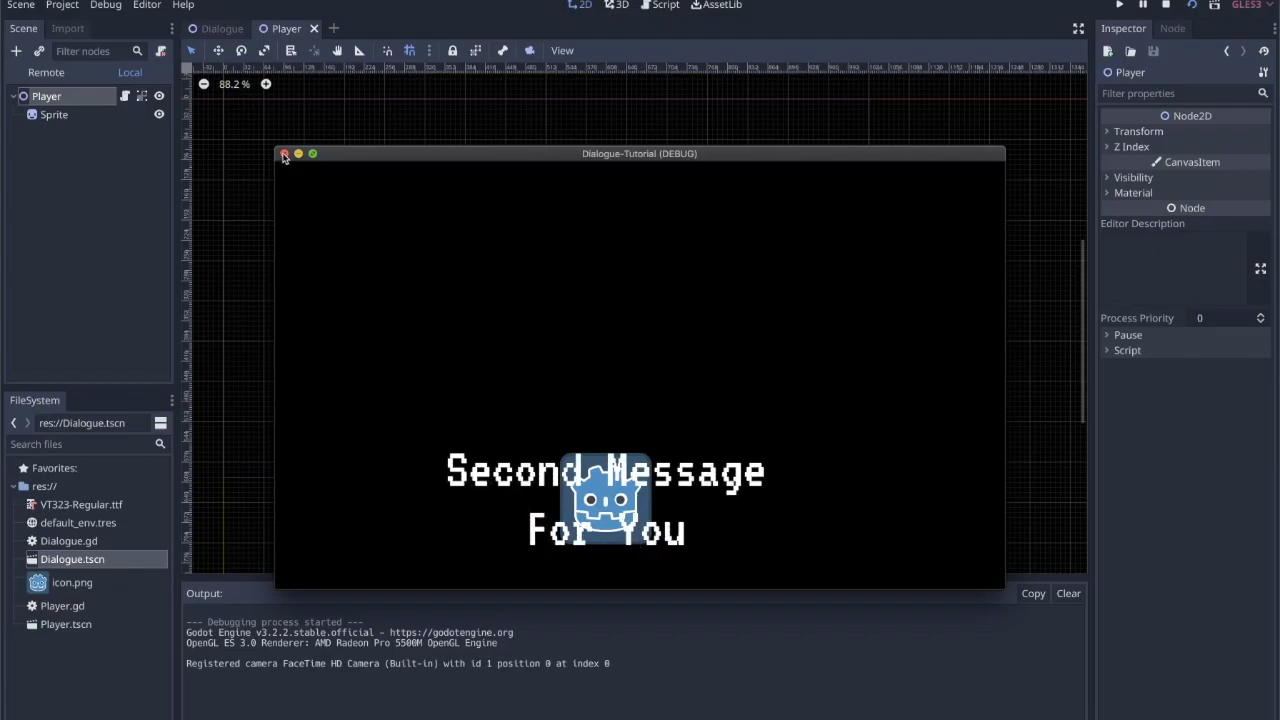 Scene Project Debug Editor Help
2D 3D Script AssetLib
GLES3
Scene Import
Dialogue Player
Inspector Node
Filter nodes
View
Remote Local
Player
Filter properties
88.2 %
Player
Sprite
Node2D
Transform
Z Index
CanvasItem
Visibility
Material
Node
Editor Description
Process Priority 0
Pause
Script
Dialogue-Tutorial (DEBUG)
Second Message
For You
FileSystem
res://Dialogue.tscn
Search files
Favorites:
res://
VT323-Regular.ttf
default_env.tres
Dialogue.gd
Dialogue.tscn
icon.png
Player.gd
Player.tscn
Output:
Copy Clear
--- Debugging process started ---
Godot Engine v3.2.2.stable.official - https://godotengine.org
OpenGL ES 3.0 Renderer: AMD Radeon Pro 5500M OpenGL Engine
Registered camera FaceTime HD Camera (Built-in) with id 1 position 0 at index 0